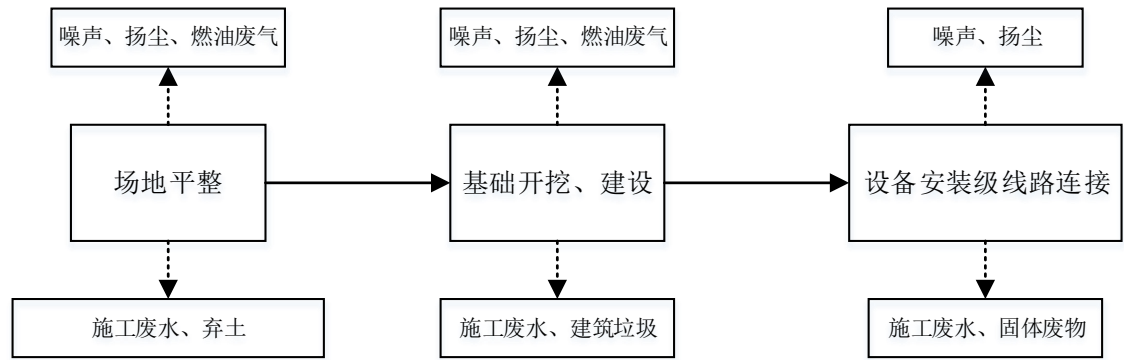 噪声、扬尘、燃油废气
噪声、扬尘、燃油废气
噪声、扬尘
场地平整
基础开挖、建设
设备安装级线路连接
施工废水、弃土
施工废水、建筑垃圾
施工废水、固体废物